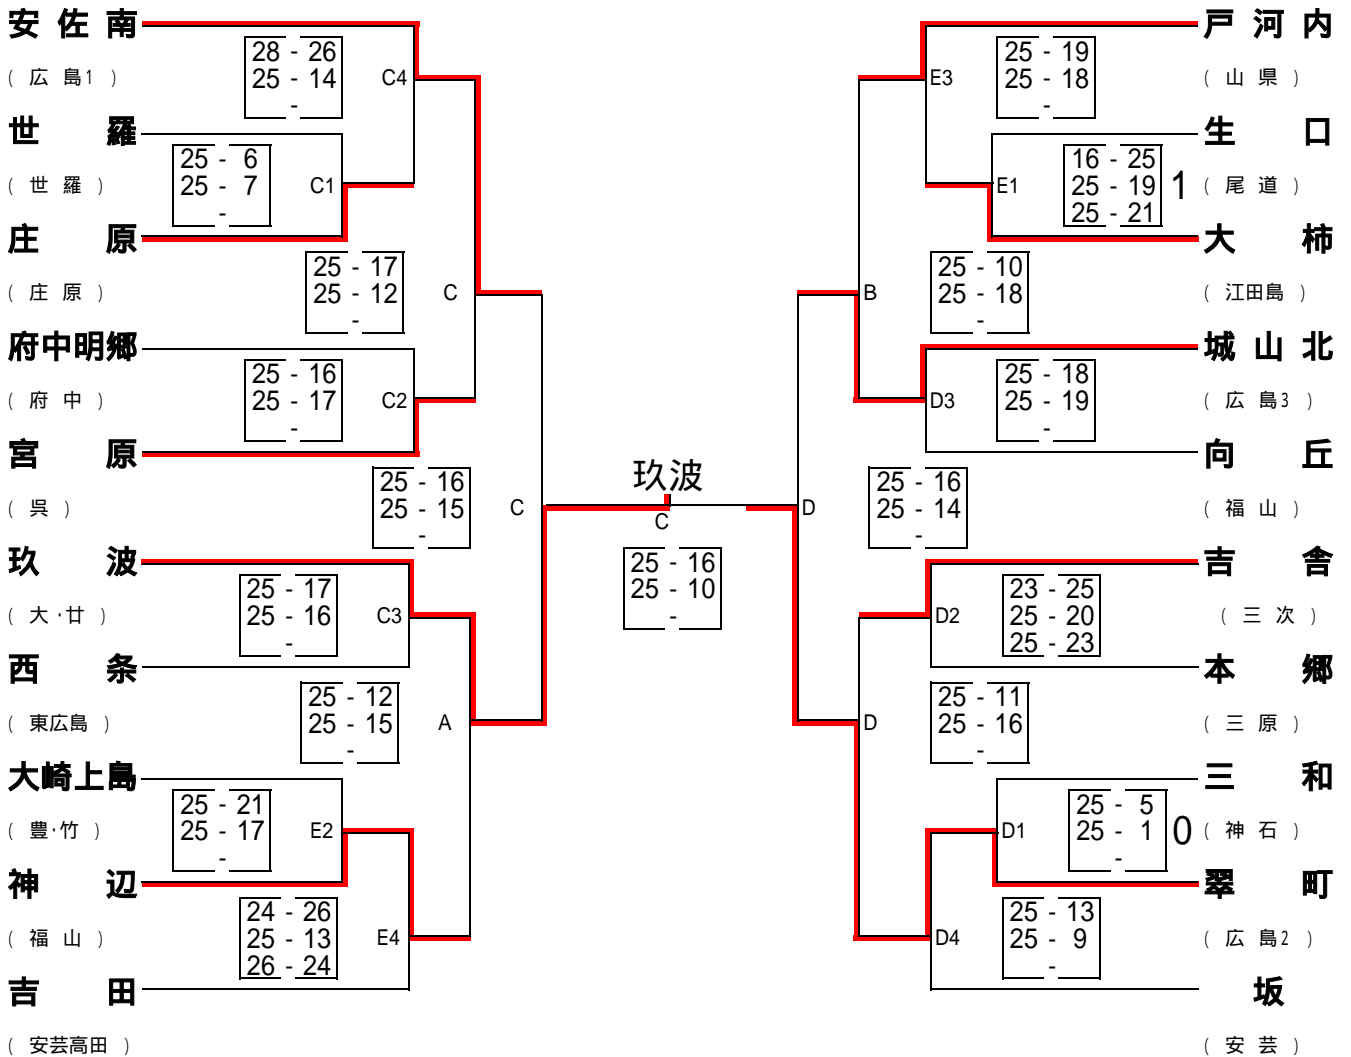 安佐南
( 広 島1 )
28 - 26
25 - 14
-
C4
世 羅
( 世 羅 )
25 - 6
25 - 7
-
C1
庄 原
( 庄 原 )
25 - 17
25 - 12
-
C
府中明郷
( 府 中 )
25 - 16
25 - 17
-
C2
宮 原
( 呉 )
25 - 16
25 - 15
-
C
玖 波
( 大・廿 )
25 - 17
25 - 16
-
C3
西 条
( 東広島 )
25 - 12
25 - 15
-
A
大崎上島
( 豊・竹 )
25 - 21
25 - 17
-
E2
神 辺
( 福 山 )
24 - 26
25 - 13
26 - 24
E4
吉 田
( 安芸高田 )
玖波
C
25 - 16
25 - 10
-
戸河内
( 山 県 )
E3
25 - 19
25 - 18
-
生 口
( 尾 道 )
E1
16 - 25
25 - 19
25 - 21
1
大 柿
( 江田島 )
B
25 - 10
25 - 18
-
城山北
( 広 島3 )
D3
25 - 18
25 - 19
-
向 丘
( 福 山 )
D
25 - 16
25 - 14
-
吉 舎
( 三 次 )
D2
23 - 25
25 - 20
25 - 23
本 郷
( 三 原 )
D
25 - 11
25 - 16
-
三 和
( 神 石 )
D1
25 - 5
25 - 1
-
0
翠 町
( 広 島2 )
D4
25 - 13
25 - 9
-
坂
( 安 芸 )